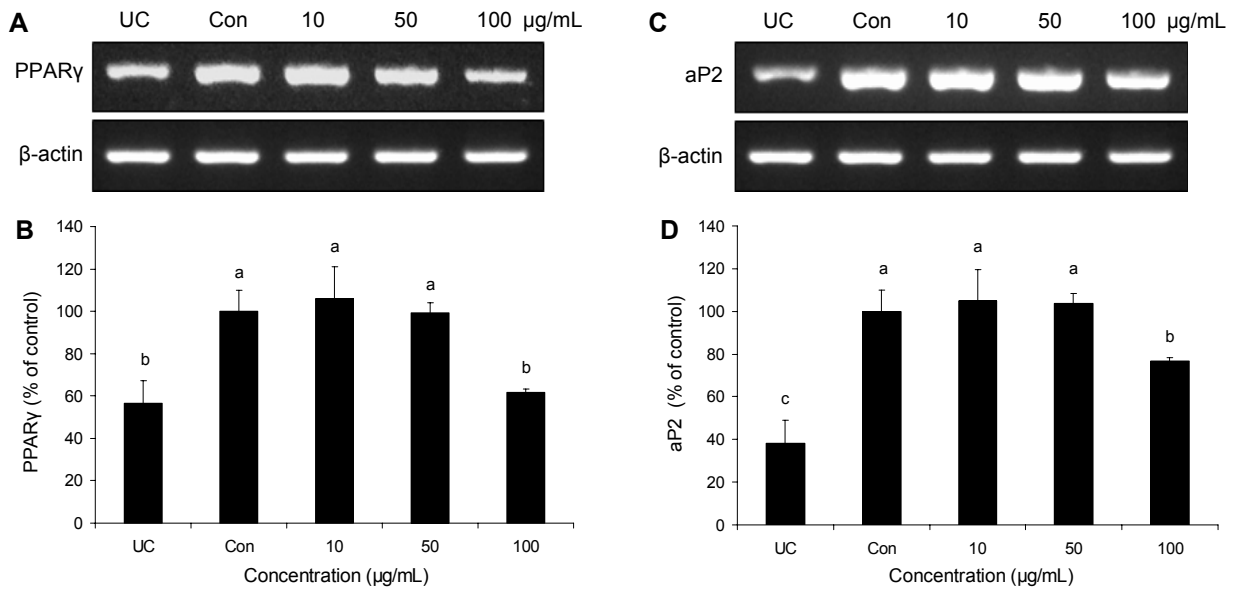 A UC Con 10 50 100 µg/mL
PPARγ
β-actin
B
140
120
100
80
60
40
20
0
PPARγ (% of control)
b
a
a
a
b
UC Con 10 50 100
Concentration (µg/mL)
C UC Con 10 50 100 µg/mL
aP2
β-actin
D
140
120
100
80
60
40
20
0
aP2 (% of control)
c
a
a
a
b
UC Con 10 50 100
Concentration (µg/mL)